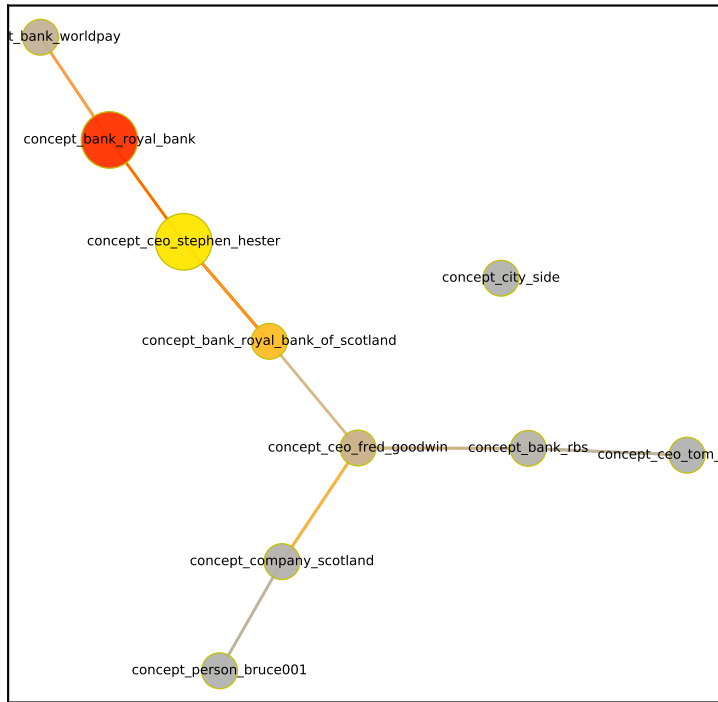 t_bank_worldpay
concept_bank_royal_bank
concept_ceo_stephen_hester
concept_city_side
concept_bank_royal_bank_of_scotland
concept_ceo_fred_goodwin
concept_bank_rbs
concept_ceo_tom_
concept_company_scotland
concept_person_bruce001